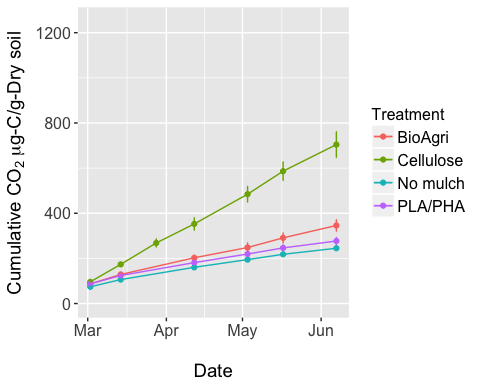 Cumulative CO₂ μg-C/g-Dry soil
1200
800
400
0
Mar Apr May Jun
Date
Treatment
BioAgri
Cellulose
No mulch
PLA/PHA